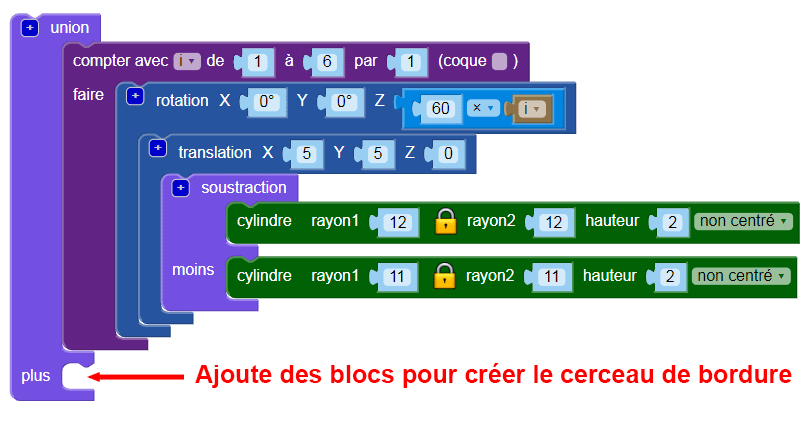 + union
compter avec i ▾ de 1 à 6 par 1 (coque )
faire + rotation X 0° Y 0° Z 60 × ▾ i ▾
+ translation X 5 Y 5 Z 0
+ soustraction
cylindre rayon1 12 rayon2 12 hauteur 2 non centré ▾
moins cylindre rayon1 11 rayon2 11 hauteur 2 non centré ▾
plus Ajoute des blocs pour créer le cerceau de bordure